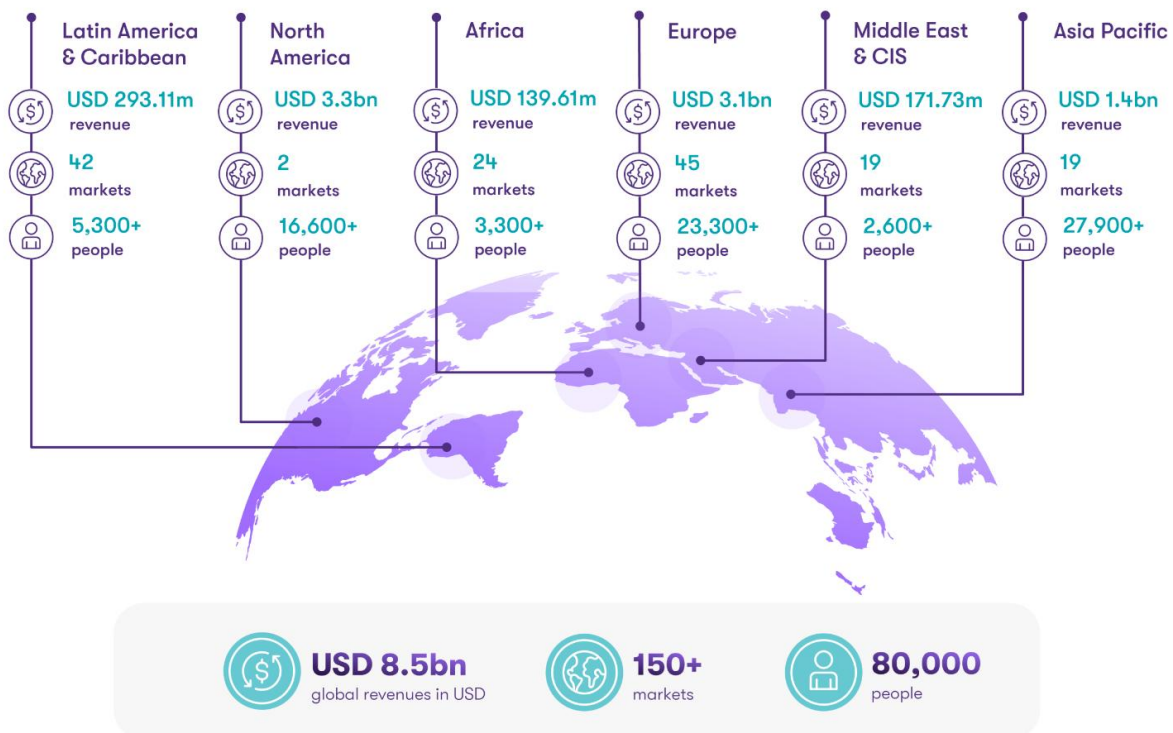 Latin America
& Caribbean
USD 293.11m
revenue
42
markets
5,300+
people
North
America
USD 3.3bn
revenue
2
markets
16,600+
people
Africa
USD 139.61m
revenue
24
markets
3,300+
people
Europe
USD 3.1bn
revenue
45
markets
23,300+
people
Middle East
& CIS
USD 171.73m
revenue
19
markets
2,600+
people
Asia Pacific
USD 1.4bn
revenue
19
markets
27,900+
people
USD 8.5bn
global revenues in USD
150+
markets
80,000
people